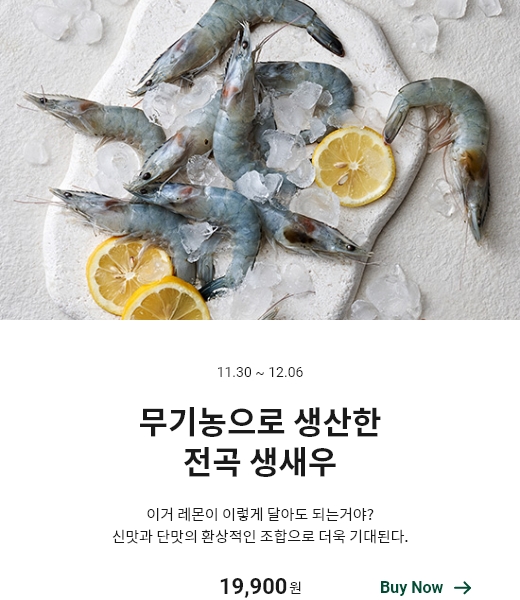 11.30 ~ 12.06
무기농으로 생산한
전곡 생새우
이거 레몬이 이렇게 달아도 되는거야?
신맛과 단맛의 환상적인 조합으로 더욱 기대된다.
19,900원
Buy Now →